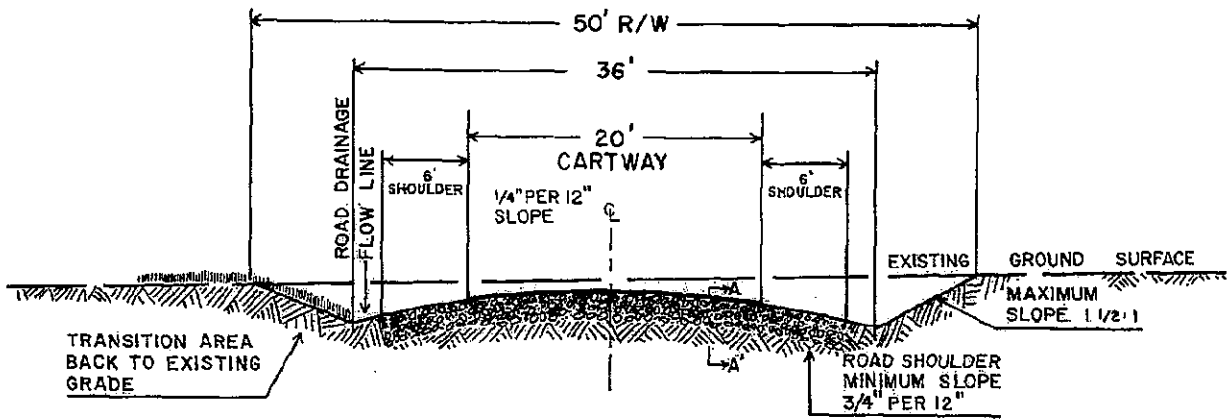 50' R/W
36'
20'
CARTWAY
ROAD DRAINAGE
FLOW LINE
6'
SHOULDER
6'
SHOULDER
1/4" PER 12"
SLOPE
℄
EXISTING GROUND SURFACE
MAXIMUM
SLOPE 1 1/2:1
A
A'
TRANSITION AREA
BACK TO EXISTING
GRADE
ROAD SHOULDER
MINIMUM SLOPE
3/4" PER 12"